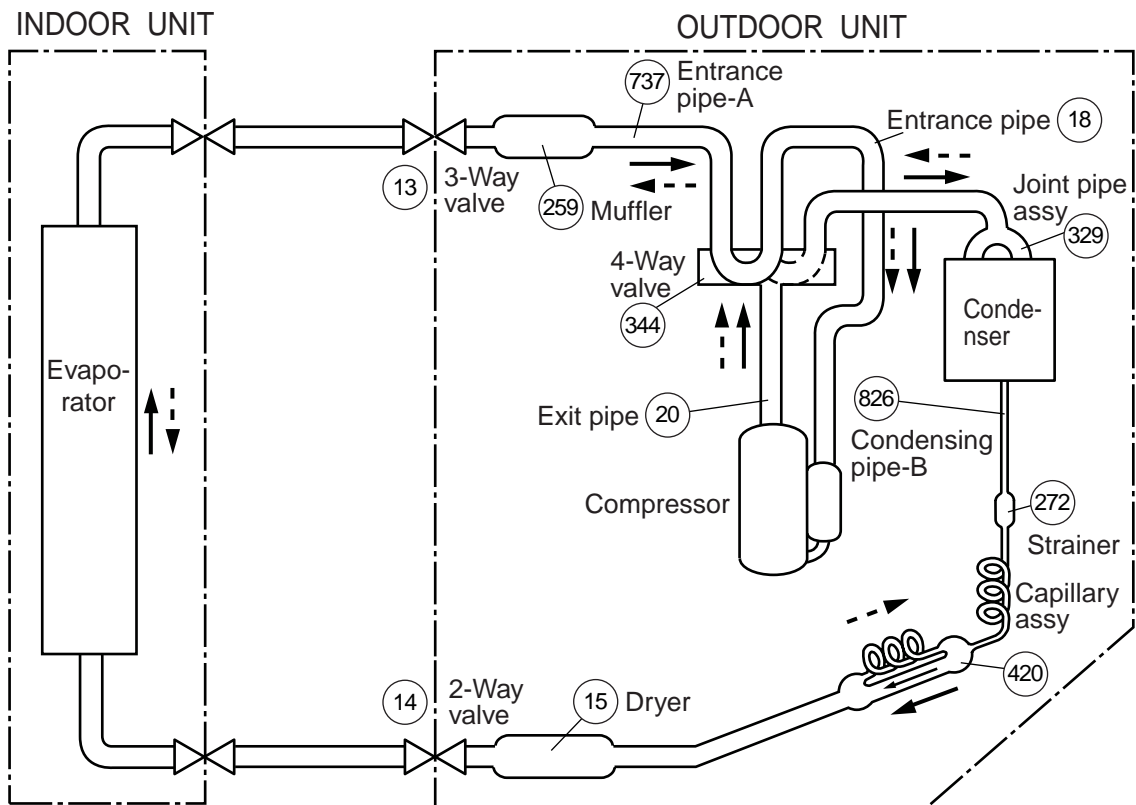 INDOOR UNIT
OUTDOOR UNIT
737
Entrance
pipe-A
Entrance pipe
18
13
3-Way
valve
259
Muffler
Joint pipe
assy
329
4-Way
valve
344
Conde-
nser
Evapo-
rator
Exit pipe
20
826
Condensing
pipe-B
Compressor
272
Strainer
Capillary
assy
420
14
2-Way
valve
15
Dryer